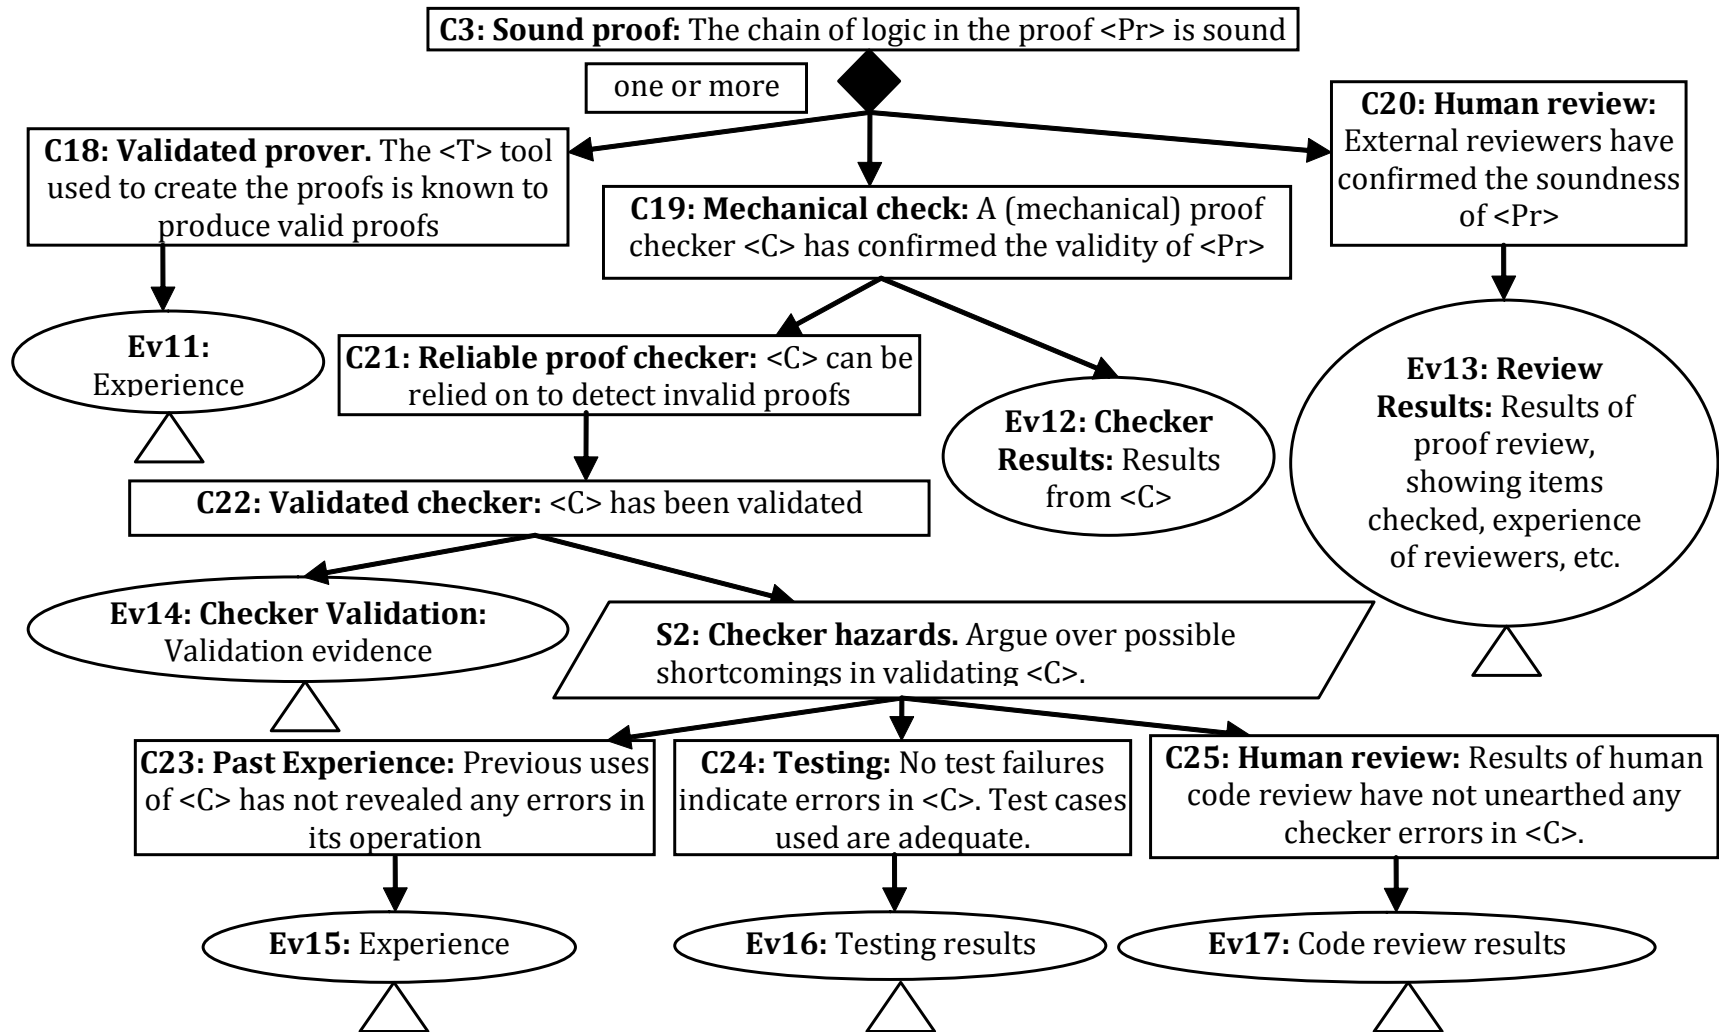 C3: Sound proof: The chain of logic in the proof <Pr> is sound
one or more
C18: Validated prover. The <T> tool
used to create the proofs is known to
produce valid proofs
C19: Mechanical check: A (mechanical) proof
checker <C> has confirmed the validity of <Pr>
C20: Human review:
External reviewers have
confirmed the soundness
of <Pr>
Ev11:
Experience
C21: Reliable proof checker: <C> can be
relied on to detect invalid proofs
Ev12: Checker
Results: Results
from <C>
Ev13: Review
Results: Results of
proof review,
showing items
checked, experience
of reviewers, etc.
C22: Validated checker: <C> has been validated
Ev14: Checker Validation:
Validation evidence
S2: Checker hazards. Argue over possible
shortcomings in validating <C>.
C23: Past Experience: Previous uses
of <C> has not revealed any errors in
its operation
C24: Testing: No test failures
indicate errors in <C>. Test cases
used are adequate.
C25: Human review: Results of human
code review have not unearthed any
checker errors in <C>.
Ev15: Experience
Ev16: Testing results
Ev17: Code review results